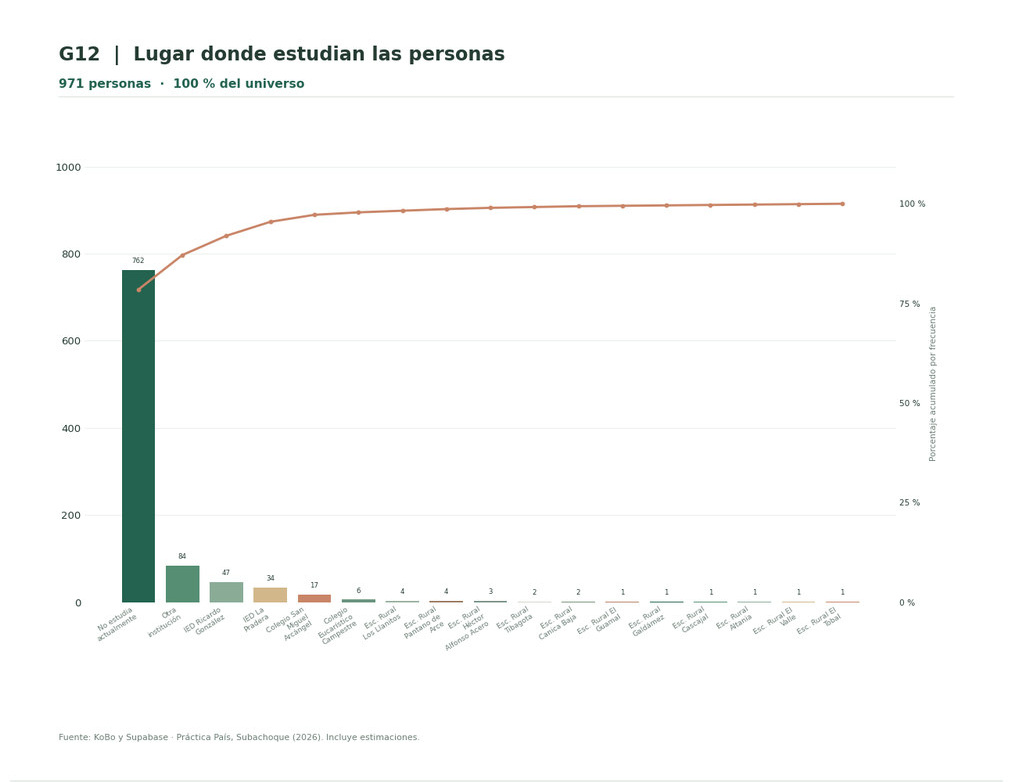 G12 | Lugar donde estudian las personas
971 personas · 100 % del universo
1000
800
600
400
200
0
762
84
47
34
17
6
4
4
3
2
2
1
1
1
1
1
1
100 %
75 %
50 %
25 %
0 %
Porcentaje acumulado por frecuencia
No estudia
actualmente
Otra
institución
IED Ricardo
González
IED La
Pradera
Colegio San
Miguel
Arcángel
Colegio
Eucarístico
Campestre
Esc. Rural
Los Llanitos
Esc. Rural
Pantano de
Arce
Esc. Rural
Héctor
Alfonso Acero
Esc. Rural
Tibagota
Esc. Rural
Canica Baja
Esc. Rural El
Guamal
Esc. Rural
Galdámez
Esc. Rural
Cascajal
Esc. Rural
Altania
Esc. Rural El
Valle
Esc. Rural El
Tobal
Fuente: KoBo y Supabase · Práctica País, Subachoque (2026). Incluye estimaciones.